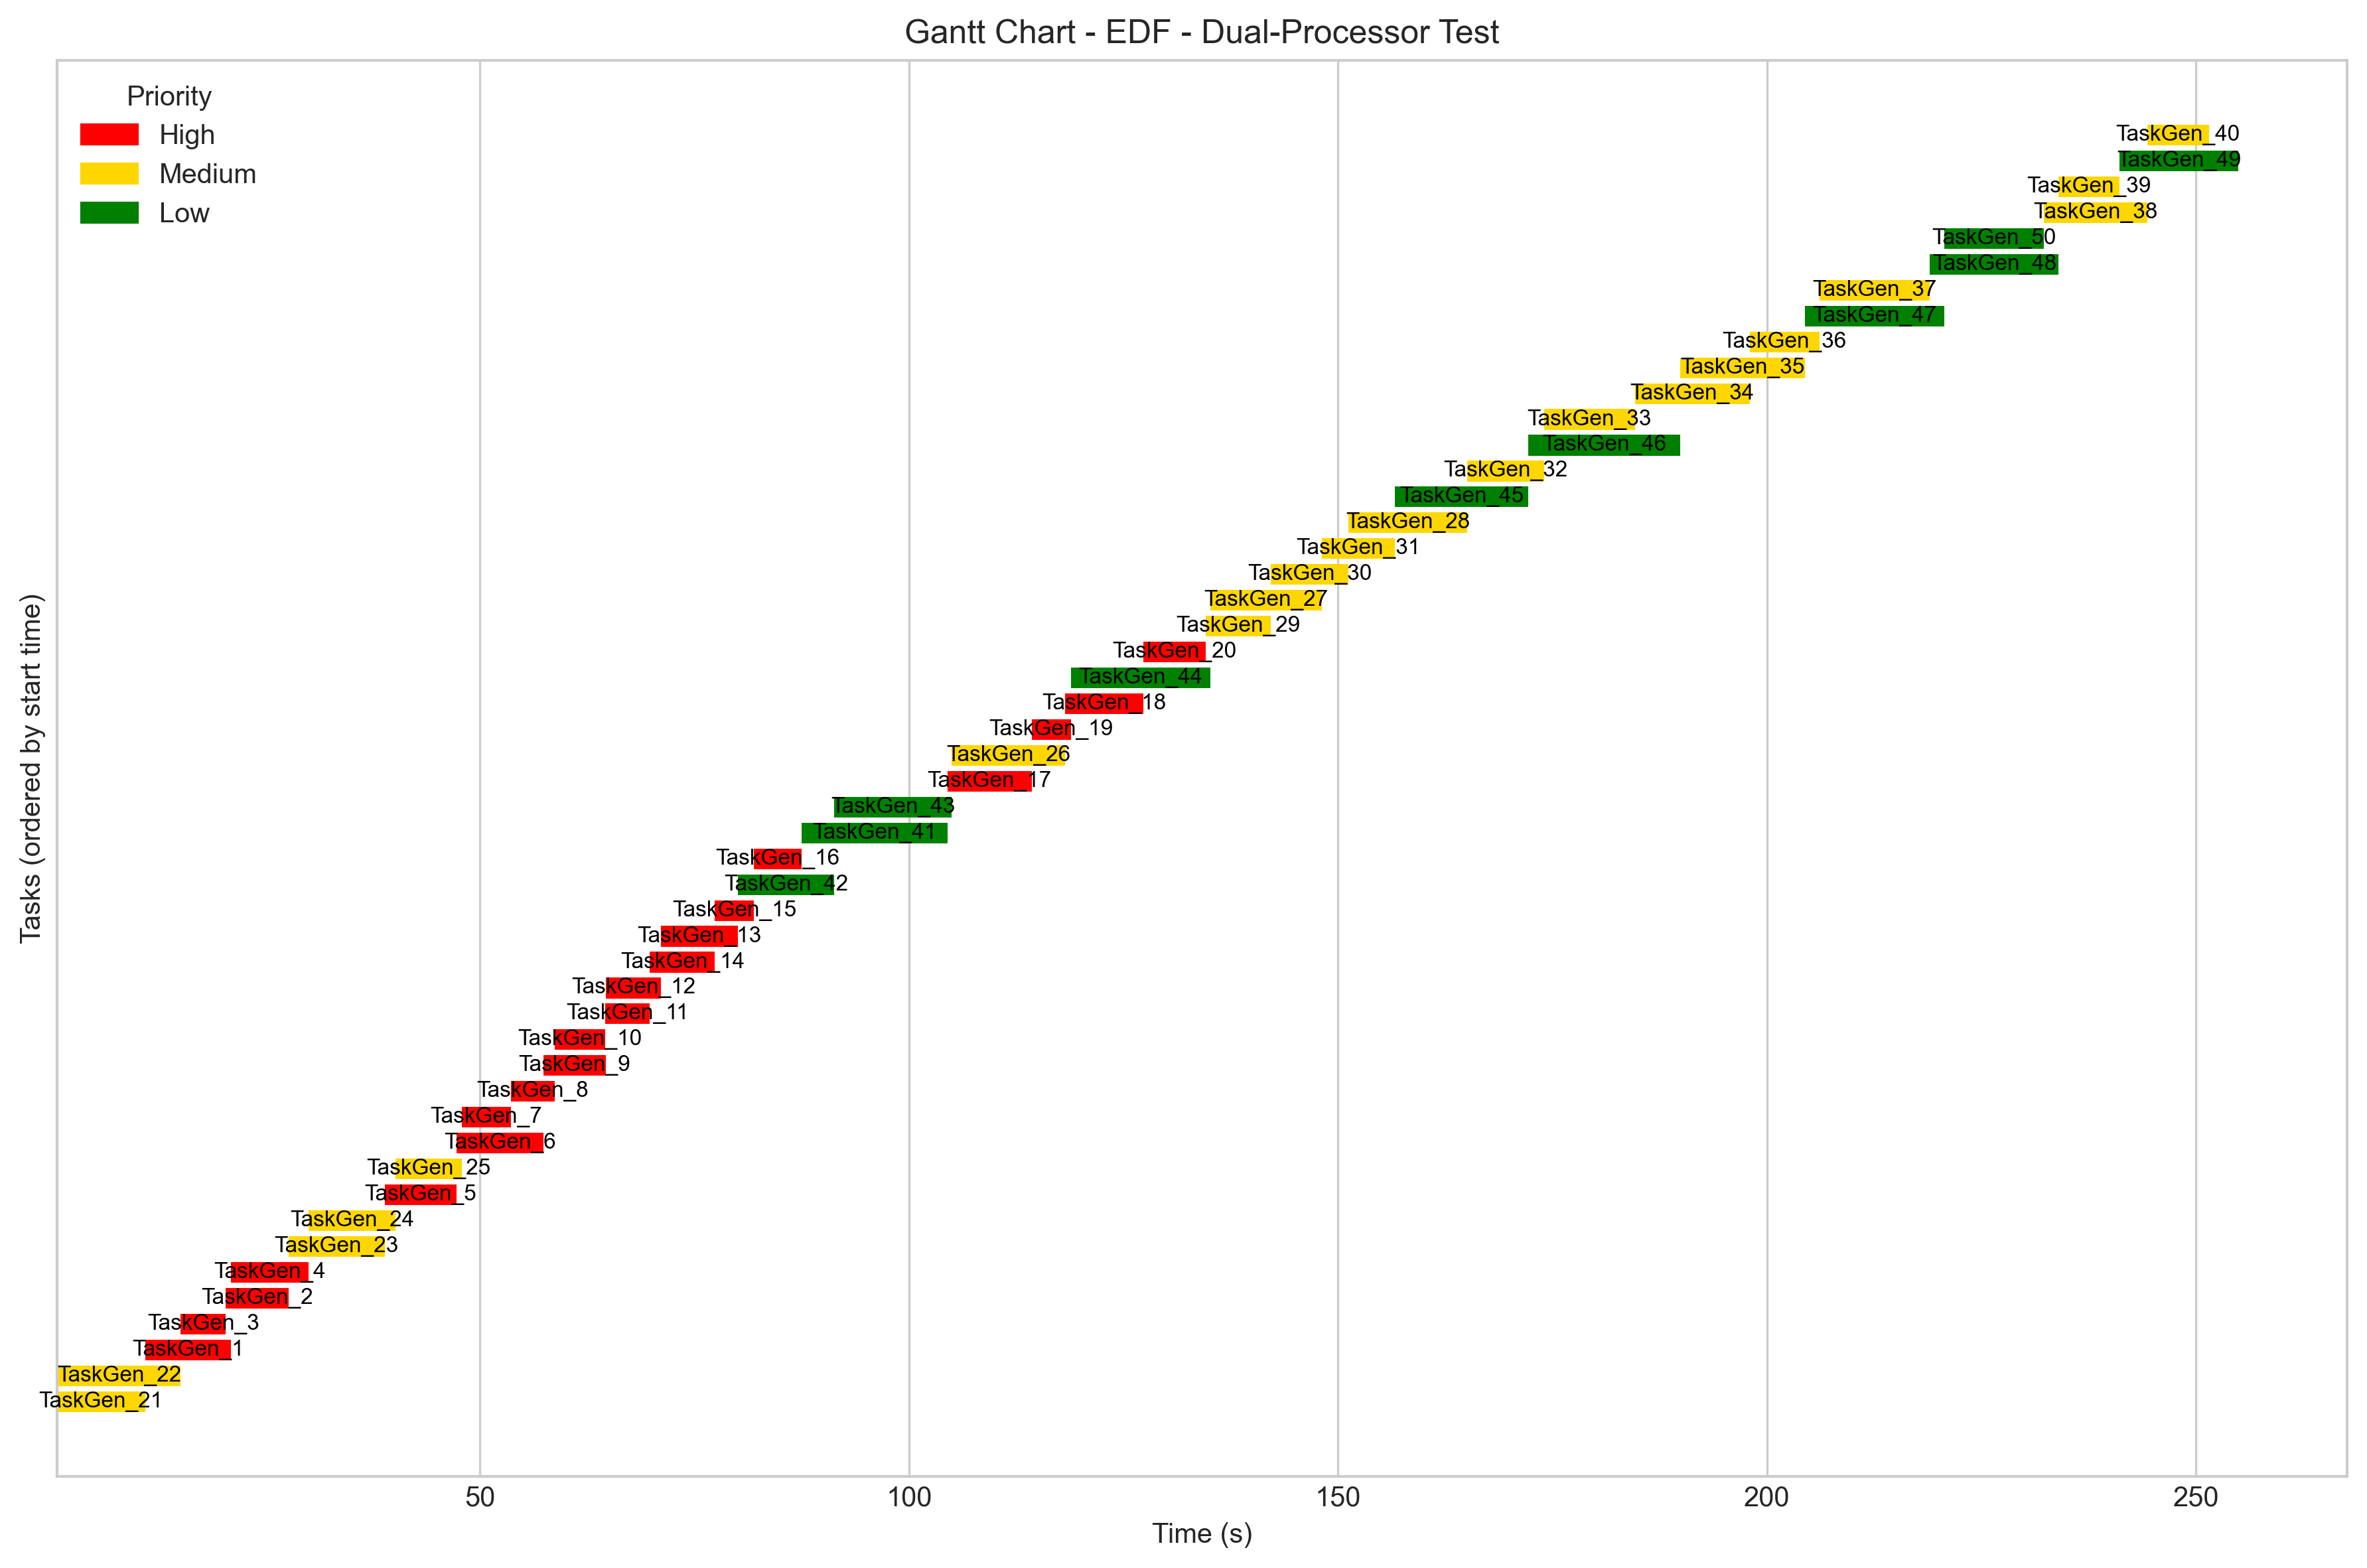 Gantt Chart - EDF - Dual-Processor Test
Priority
High
Medium
Low
TaskGen_40
TaskGen_49
TaskGen_39
TaskGen_38
TaskGen_50
TaskGen_48
TaskGen_37
TaskGen_47
TaskGen_36
TaskGen_35
TaskGen_34
TaskGen_33
TaskGen_46
TaskGen_32
TaskGen_45
TaskGen_28
TaskGen_31
TaskGen_30
TaskGen_27
TaskGen_29
TaskGen_20
TaskGen_44
TaskGen_18
TaskGen_19
TaskGen_26
TaskGen_17
TaskGen_43
TaskGen_41
TaskGen_16
TaskGen_42
TaskGen_15
TaskGen_13
TaskGen_14
TaskGen_12
TaskGen_11
TaskGen_10
TaskGen_9
TaskGen_8
TaskGen_7
TaskGen_6
TaskGen_25
TaskGen_5
TaskGen_24
TaskGen_23
TaskGen_4
TaskGen_2
TaskGen_3
TaskGen_1
TaskGen_22
TaskGen_21
Tasks (ordered by start time)
50 100 150 200 250
Time (s)